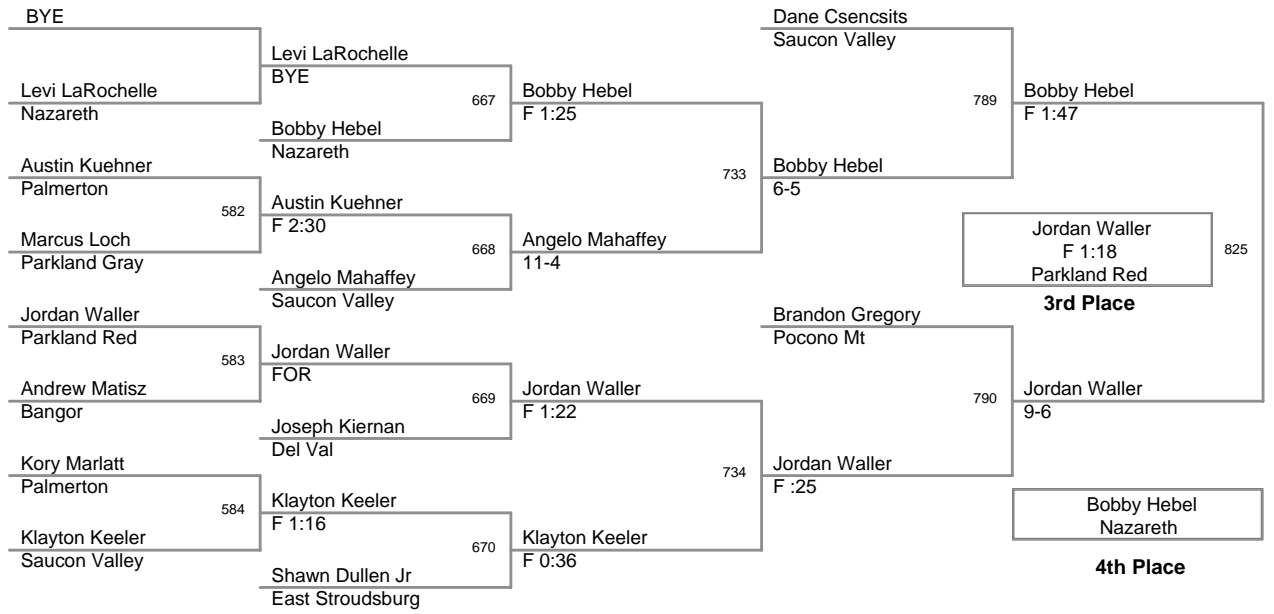 BYE
Levi LaRochelle
Nazareth
Austin Kuehner
Palmerton
582
Marcus Loch
Parkland Gray
Jordan Waller
Parkland Red
583
Andrew Matisz
Bangor
Kory Marlatt
Palmerton
584
Klayton Keeler
Saucon Valley
Levi LaRochelle
BYE
667
Bobby Hebel
Nazareth
Austin Kuehner
F 2:30
668
Angelo Mahaffey
Saucon Valley
Jordan Waller
FOR
669
Joseph Kiernan
Del Val
Klayton Keeler
F 1:16
670
Shawn Dullen Jr
East Stroudsburg
Bobby Hebel
F 1:25
733
Angelo Mahaffey
11-4
Jordan Waller
F 1:22
734
Klayton Keeler
F 0:36
Dane Csencsits
Saucon Valley
789
Bobby Hebel
6-5
Brandon Gregory
Pocono Mt
790
Jordan Waller
F :25
Bobby Hebel
F 1:47
Jordan Waller
F 1:18
Parkland Red
825
3rd Place
Jordan Waller
9-6
Bobby Hebel
Nazareth
4th Place